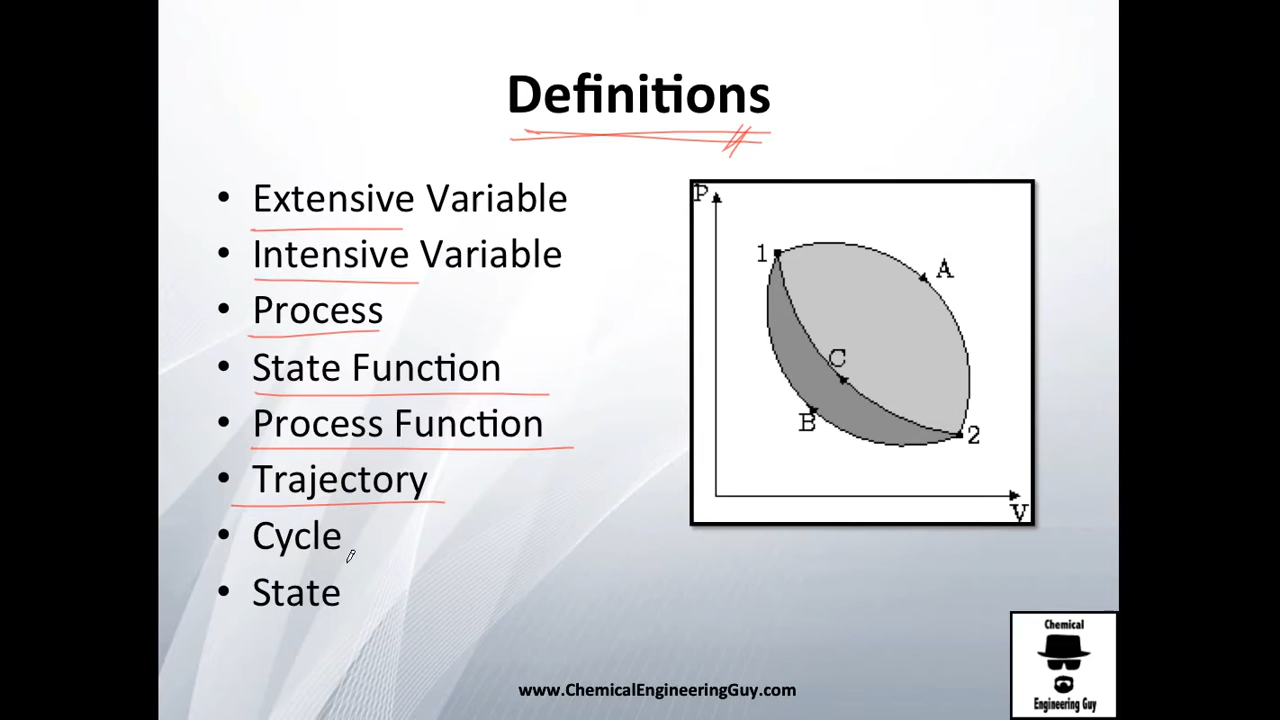 Definitions
• Extensive Variable
• Intensive Variable
• Process
• State Function
• Process Function
• Trajectory
• Cycle
• State
P
1
A
C
B
2
V
www.ChemicalEngineeringGuy.com
Chemical
Engineering Guy